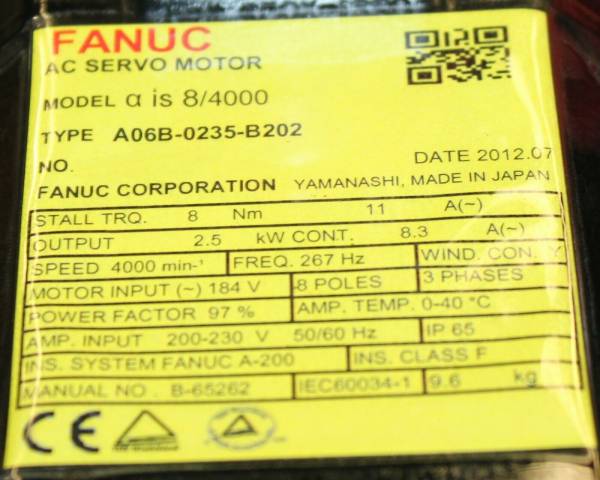 FANUC
AC SERVO MOTOR
MODEL α is 8/4000
TYPE A06B-0235-B202
NO. DATE 2012.07
FANUC CORPORATION YAMANASHI, MADE IN JAPAN
STALL TRQ. 8 Nm 11 A(~)
OUTPUT 2.5 kW CONT. 8.3 A(~)
SPEED 4000 min-¹ FREQ. 267 Hz WIND. CON. Y
MOTOR INPUT (~) 184 V 8 POLES 3 PHASES
POWER FACTOR 97 % AMP. TEMP. 0-40 °C
AMP. INPUT 200-230 V 50/60 Hz IP 65
INS. SYSTEM FANUC A-200 INS. CLASS F
MANUAL NO. B-65262 IEC60034-1 9.6 kg
CE